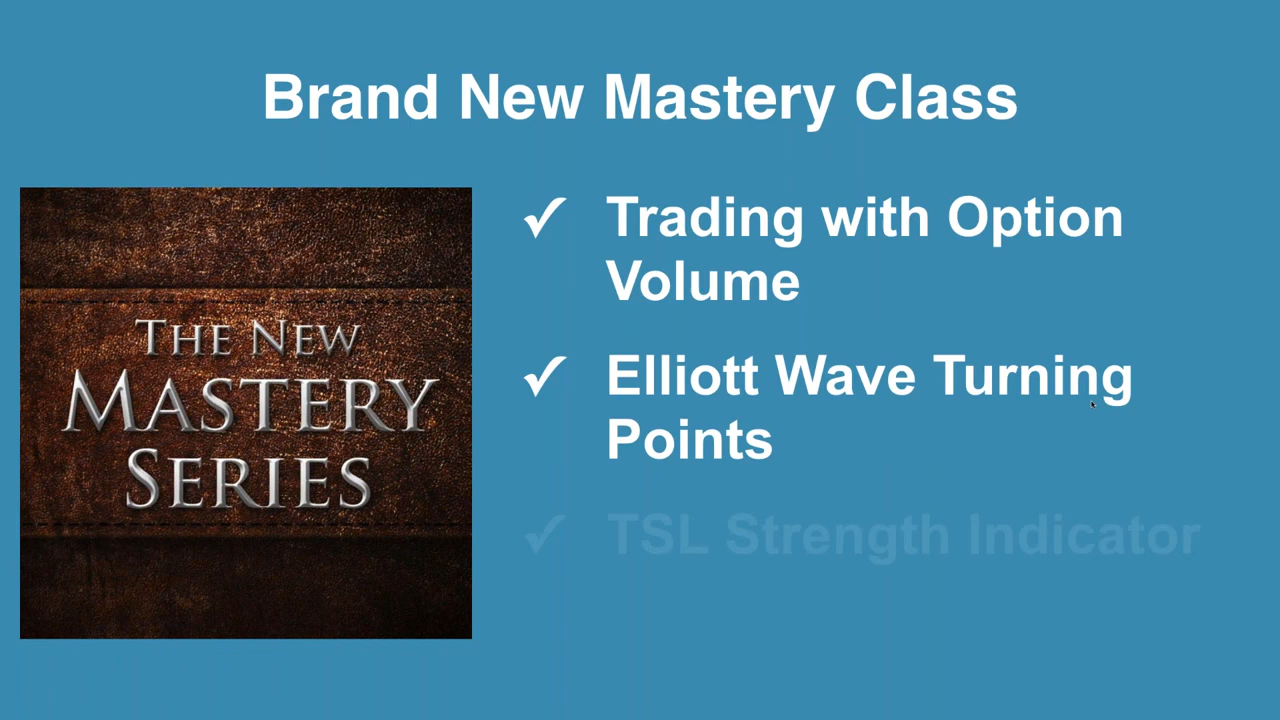 Brand New Mastery Class
THE NEW
MASTERY
SERIES
✓ Trading with Option
Volume
✓ Elliott Wave Turning
Points
✓ TSL Strength Indicator